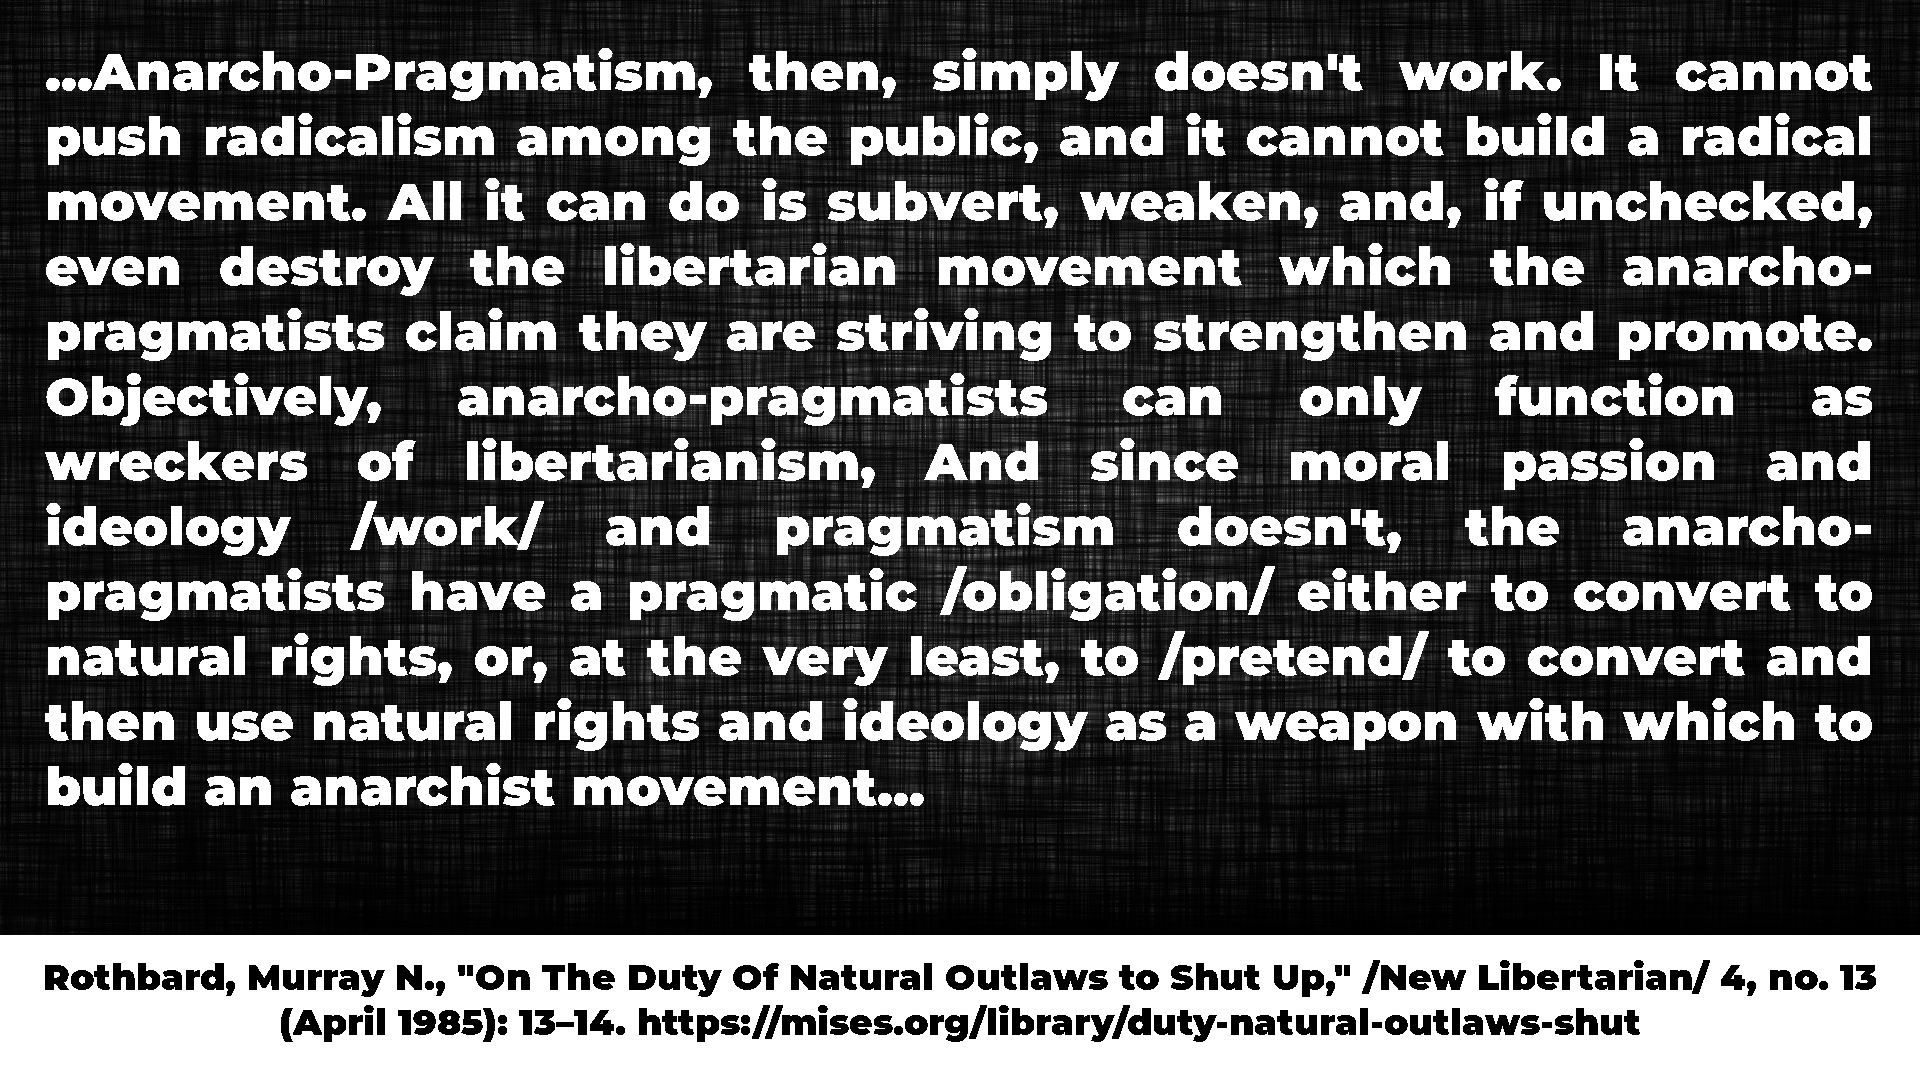 ...Anarcho-Pragmatism, then, simply doesn't work. It cannot
push radicalism among the public, and it cannot build a radical
movement. All it can do is subvert, weaken, and, if unchecked,
even destroy the libertarian movement which the anarcho-
pragmatists claim they are striving to strengthen and promote.
Objectively, anarcho-pragmatists can only function as
wreckers of libertarianism, And since moral passion and
ideology /work/ and pragmatism doesn't, the anarcho-
pragmatists have a pragmatic /obligation/ either to convert to
natural rights, or, at the very least, to /pretend/ to convert and
then use natural rights and ideology as a weapon with which to
build an anarchist movement...
Rothbard, Murray N., "On The Duty Of Natural Outlaws to Shut Up," /New Libertarian/ 4, no. 13
(April 1985): 13–14. https://mises.org/library/duty-natural-outlaws-shut